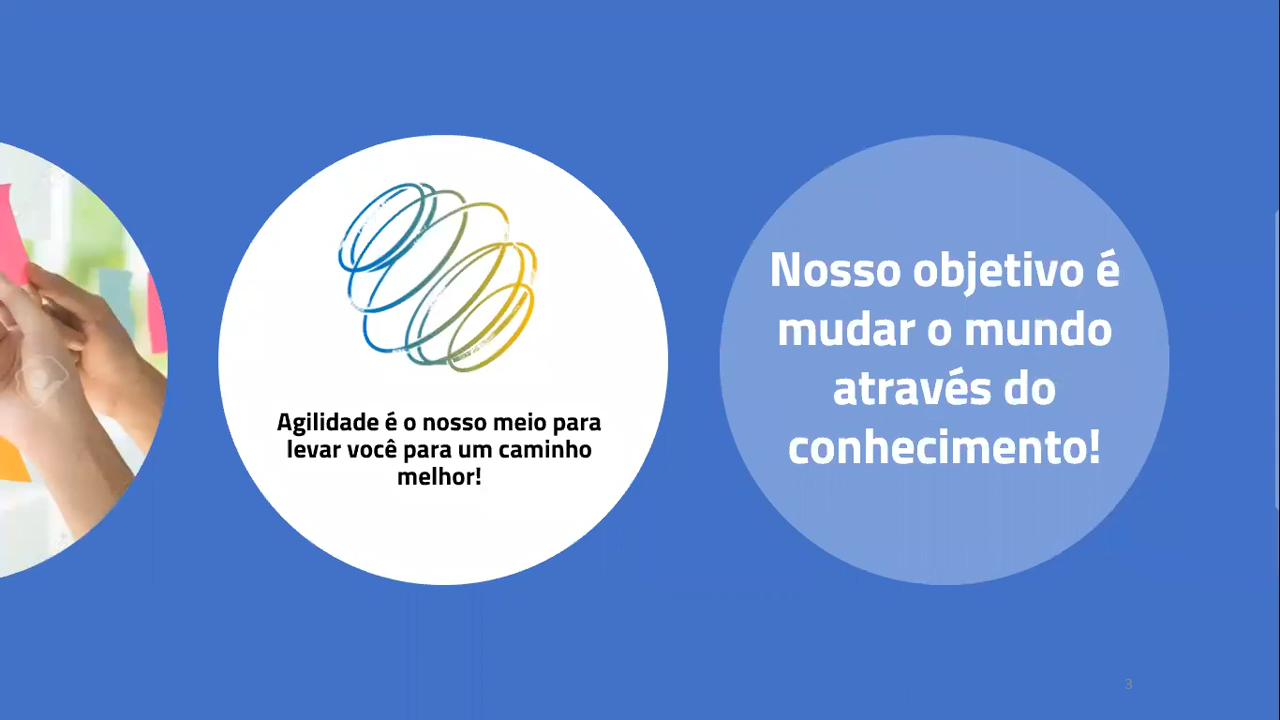 Agilidade é o nosso meio para
levar você para um caminho
melhor!
Nosso objetivo é
mudar o mundo
através do
conhecimento!
3